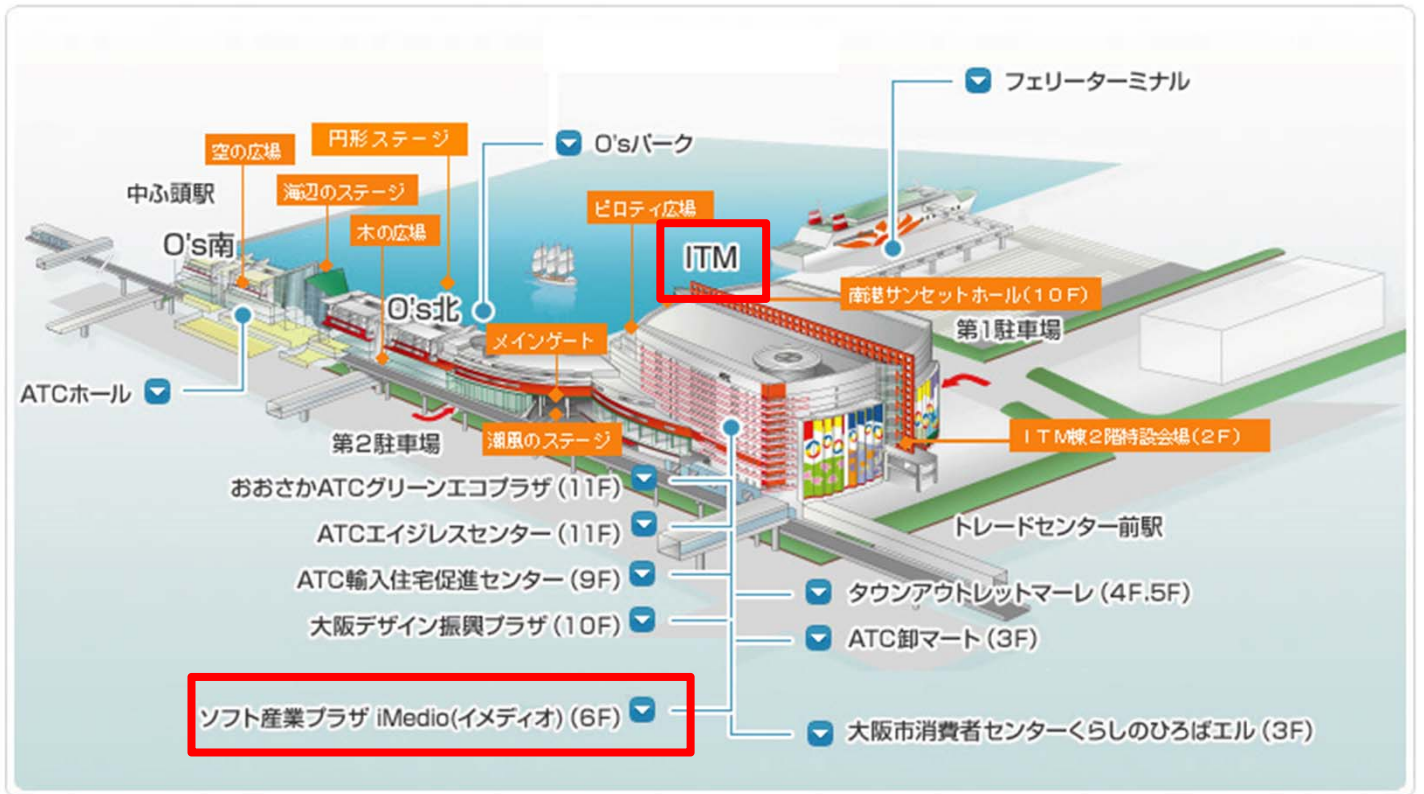 フェリーターミナル
O'sパーク
円形ステージ
空の広場
海辺のステージ
中ふ頭駅
ピロティ広場
木の広場
O's南
ITM
南港サンセットホール(10F)
O's北
第1駐車場
メインゲート
ATCホール
第2駐車場
潮風のステージ
ITM棟2階特設会場(2F)
おおさかATCグリーンエコプラザ(11F)
ATCエイジレスセンター(11F)
トレードセンター前駅
ATC輸入住宅促進センター(9F)
タウンアウトレットマーレ(4F.5F)
大阪デザイン振興プラザ(10F)
ATC卸マート(3F)
ソフト産業プラザ iMedio(イメディオ)(6F)
大阪市消費者センターくらしのひろばエル(3F)